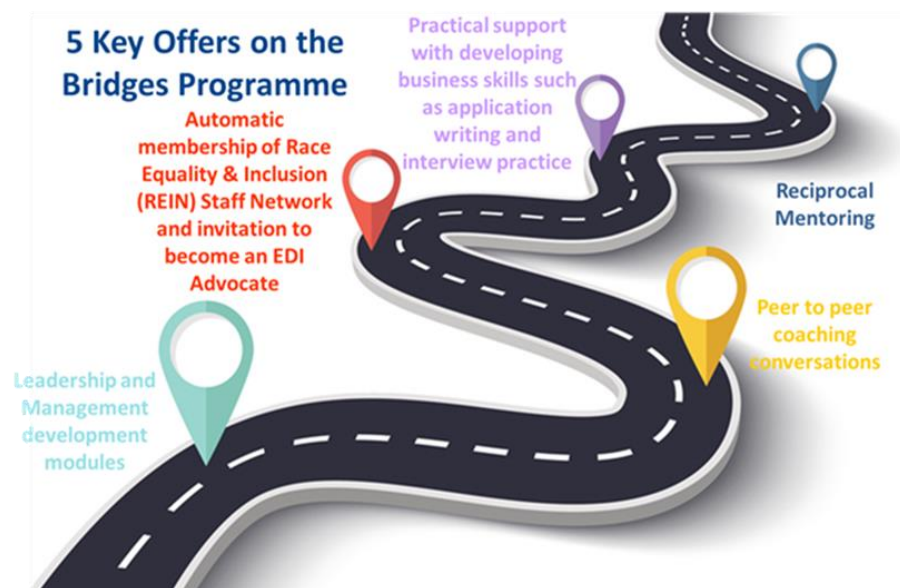 5 Key Offers on the
Bridges Programme
Automatic
membership of Race
Equality & Inclusion
(REIN) Staff Network
and invitation to
become an EDI
Advocate
Practical support
with developing
business skills such
as application
writing and
interview practice
Reciprocal
Mentoring
Peer to peer
coaching
conversations
Leadership and
Management
development
modules